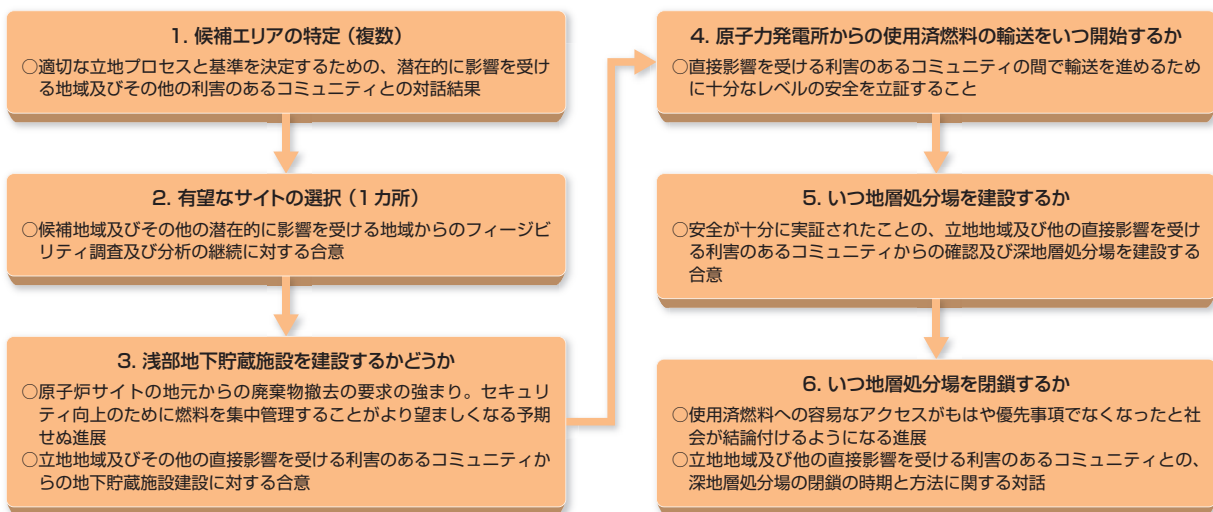 1. 候補エリアの特定（複数）
○適切な立地プロセスと基準を決定するための、潜在的に影響を受け
る地域及びその他の利害のあるコミュニティとの対話結果
2. 有望なサイトの選択（1カ所）
○候補地域及びその他の潜在的に影響を受ける地域からのフィージビ
リティ調査及び分析の継続に対する合意
3. 浅部地下貯蔵施設を建設するかどうか
○原子炉サイトの地元からの廃棄物撤去の要求の強まり。セキュリ
ティ向上のために燃料を集中管理することがより望ましくなる予期
せぬ進展
○立地地域及びその他の直接影響を受ける利害のあるコミュニティか
らの地下貯蔵施設建設に対する合意
4. 原子力発電所からの使用済燃料の輸送をいつ開始するか
○直接影響を受ける利害のあるコミュニティの間で輸送を進めるため
に十分なレベルの安全を立証すること
5. いつ地層処分場を建設するか
○安全が十分に実証されたことの、立地地域及び他の直接影響を受け
る利害のあるコミュニティからの確認及び深地層処分場を建設する
合意
6. いつ地層処分場を閉鎖するか
○使用済燃料への容易なアクセスがもはや優先事項でなくなったと社
会が結論付けるようになる進展
○立地地域及び他の直接影響を受ける利害のあるコミュニティとの、
深地層処分場の閉鎖の時期と方法に関する対話